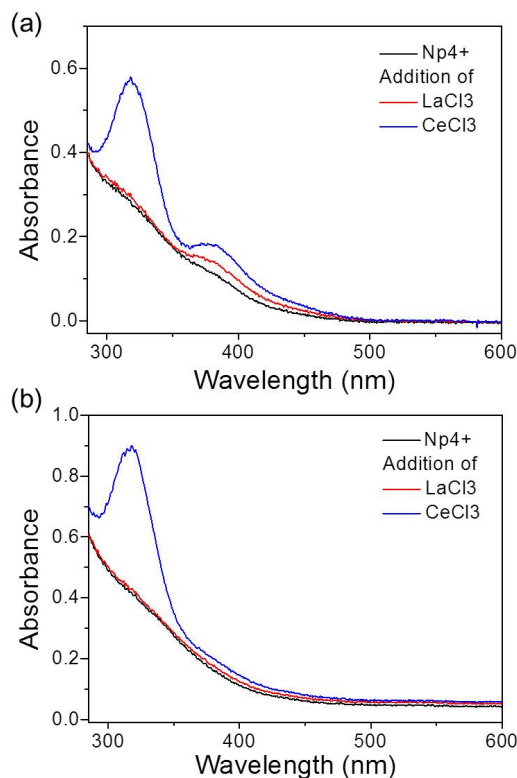 (a)
Np4+
Addition of
LaCl3
CeCl3
0.6
0.4
0.2
0.0
Absorbance
300
400
500
600
Wavelength (nm)
(b)
Np4+
Addition of
LaCl3
CeCl3
1.0
0.8
0.6
0.4
0.2
0.0
Absorbance
300
400
500
600
Wavelength (nm)